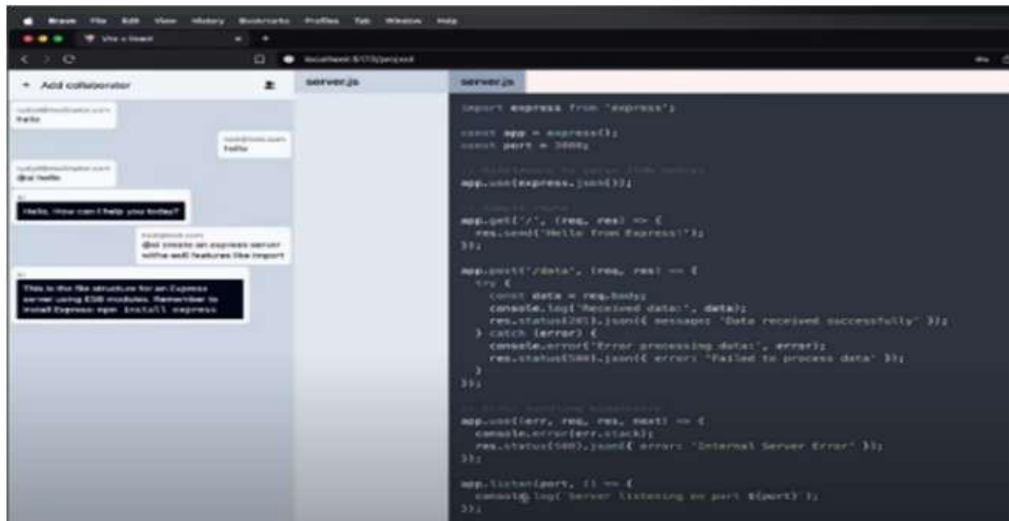 Brave File Edit View History Bookmarks Profiles Tab Window Help
Vite + React
localhost:5173/project
+ Add collaborator
server.js
server.js
hello
hello
@ai hello
Hello, How can I help you today?
@ai create an express server
with es6 features like import
This is the file structure for an Express
server using ES6 modules. Remember to
install Express: npm install express
import express from 'express';
const app = express();
const port = 3000;
app.use(express.json());
app.get('/', (req, res) => {
res.send('Hello from Express!');
});
app.post('/data', (req, res) => {
try {
const data = req.body;
console.log('Received data:', data);
res.status(201).json({ message: 'Data received successfully' });
} catch (error) {
console.error('Error processing data:', error);
res.status(500).json({ error: 'Failed to process data' });
}
});
app.use((err, req, res, next) => {
console.error(err.stack);
res.status(500).json({ error: 'Internal Server Error' });
});
app.listen(port, () => {
console.log(`Server listening on port ${port}`);
});